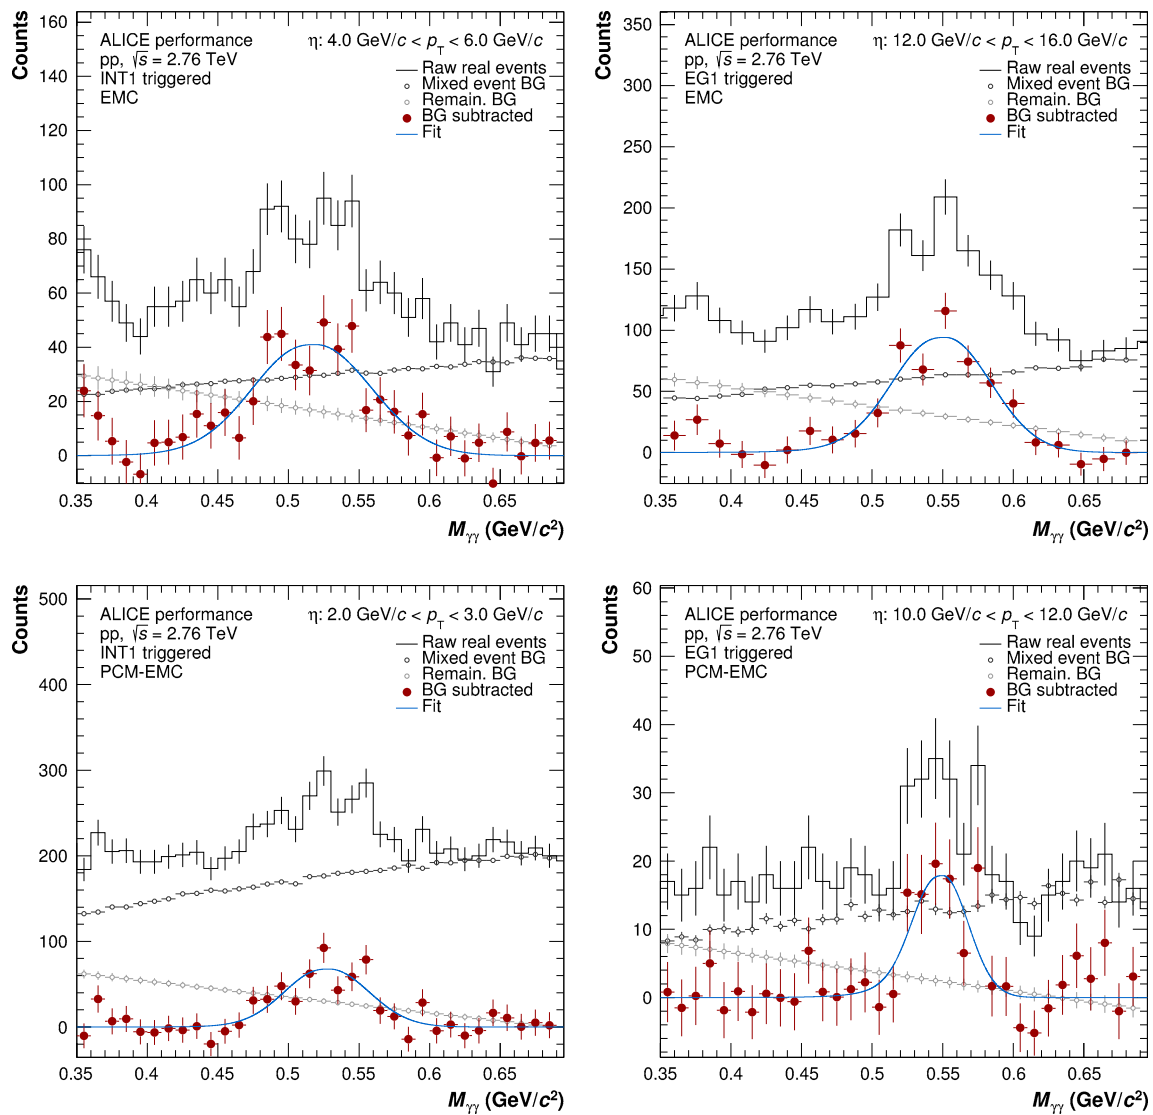 Counts
160
140
120
100
80
60
40
20
0
ALICE performance
pp, √s = 2.76 TeV
INT1 triggered
EMC
η: 4.0 GeV/c < pT < 6.0 GeV/c
Raw real events
Mixed event BG
Remain. BG
BG subtracted
Fit
0.35 0.4 0.45 0.5 0.55 0.6 0.65
Mγγ (GeV/c²)
Counts
350
300
250
200
150
100
50
0
ALICE performance
pp, √s = 2.76 TeV
EG1 triggered
EMC
η: 12.0 GeV/c < pT < 16.0 GeV/c
Raw real events
Mixed event BG
Remain. BG
BG subtracted
Fit
0.35 0.4 0.45 0.5 0.55 0.6 0.65
Mγγ (GeV/c²)
Counts
500
400
300
200
100
0
ALICE performance
pp, √s = 2.76 TeV
INT1 triggered
PCM-EMC
η: 2.0 GeV/c < pT < 3.0 GeV/c
Raw real events
Mixed event BG
Remain. BG
BG subtracted
Fit
0.35 0.4 0.45 0.5 0.55 0.6 0.65
Mγγ (GeV/c²)
Counts
60
50
40
30
20
10
0
ALICE performance
pp, √s = 2.76 TeV
EG1 triggered
PCM-EMC
η: 10.0 GeV/c < pT < 12.0 GeV/c
Raw real events
Mixed event BG
Remain. BG
BG subtracted
Fit
0.35 0.4 0.45 0.5 0.55 0.6 0.65
Mγγ (GeV/c²)